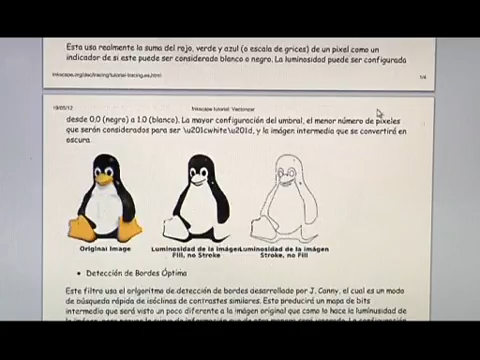 Esta usa realmente la suma del rojo, verde y azul (o escala de grices) de un pixel como un
indicador de si este puede ser considerado blanco o negro. La luminosidad puede ser configurada
inkscape.org/doc/tracing/tutorial-tracing.es.html
1/4
19/05/12
Inkscape tutorial: Vectorizar
desde 0.0 (negro) a 1.0 (blanco). La mayor configuración del umbral, el menor número de pixeles
que serán considerados para ser \u201cwhite\u201d, y la imágen intermedia que se convertirá en
oscura.
Original Image
Luminosidad de la imágen
Fill, no Stroke
Luminosidad de la imágen
Stroke, no Fill
• Detección de Bordes Óptima
Este filtro usa el arlgoritmo de detección de bordes desarrollado por J. Canny, el cual es un modo
de búsqueda rápida de isóclinas de contrastes similares. Esto producirá un mapa de bits
intermedio que será visto un poco diferente a la imágen original que como lo hace la luminusidad de